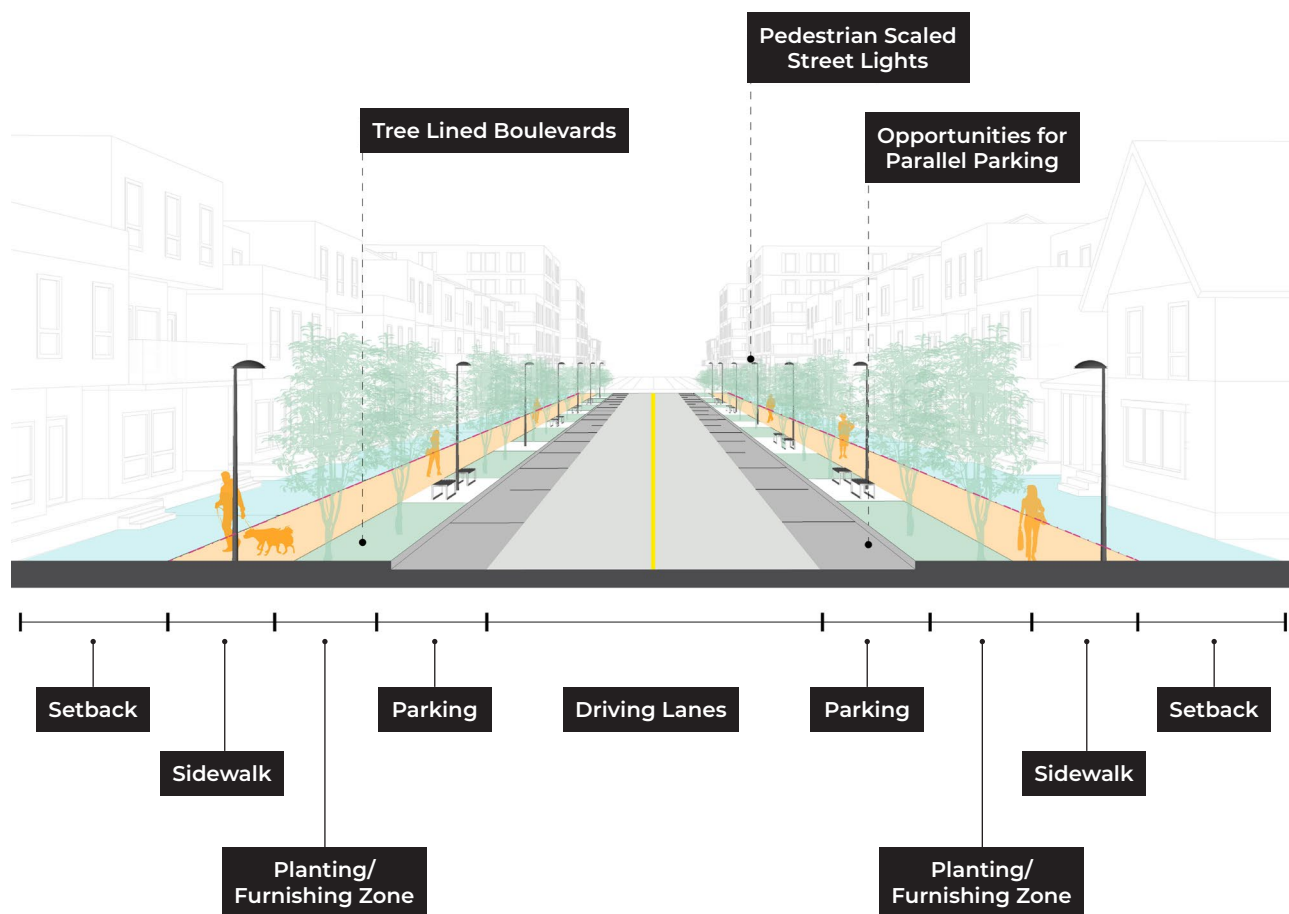 Pedestrian Scaled
Street Lights
Tree Lined Boulevards
Opportunities for
Parallel Parking
Setback
Parking
Driving Lanes
Parking
Setback
Sidewalk
Sidewalk
Planting/
Furnishing Zone
Planting/
Furnishing Zone